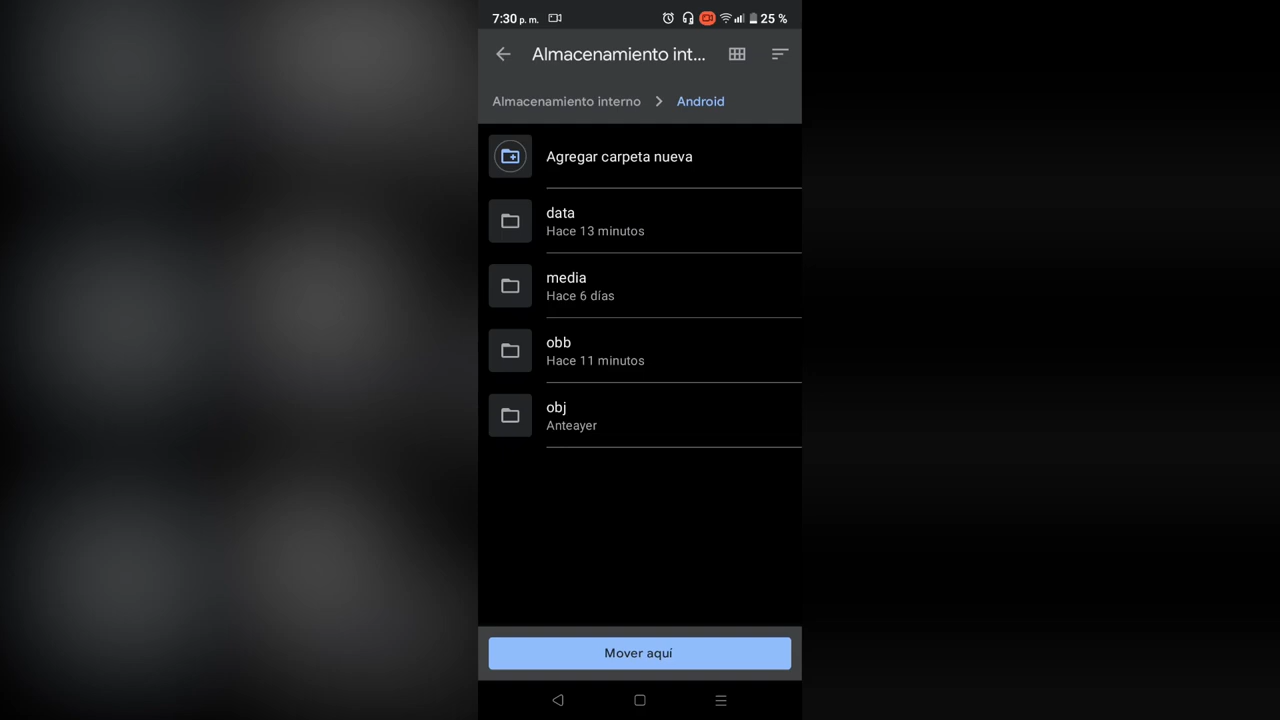 7:30 p. m. 25 %
Almacenamiento int...
Almacenamiento interno > Android
Agregar carpeta nueva
data
Hace 13 minutos
media
Hace 6 días
obb
Hace 11 minutos
obj
Anteayer
Mover aquí